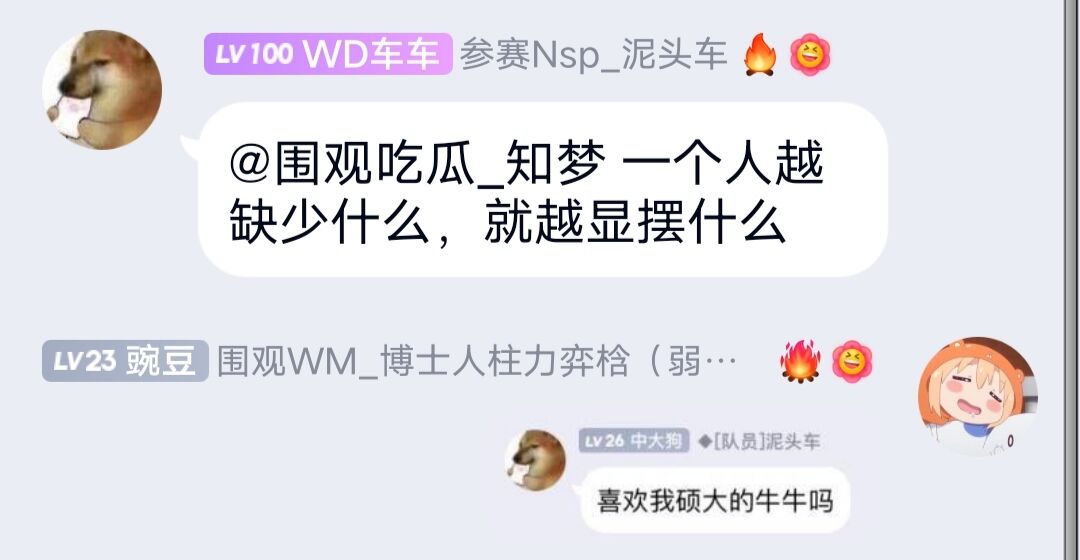 LV100 WD车车 参赛Nsp_泥头车
@围观吃瓜_知梦 一个人越
缺少什么，就越显摆什么
LV23 豌豆 围观WM_博士人柱力弈桰（弱…
LV26 中大狗 ◆[队员]泥头车
喜欢我硕大的牛牛吗